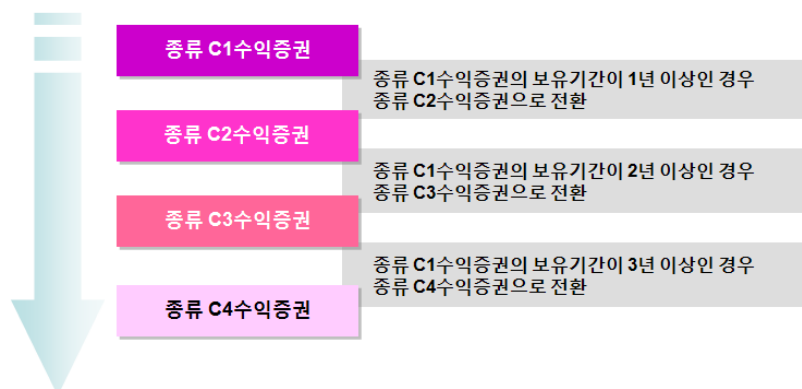 종류 C1수익증권
종류 C1수익증권의 보유기간이 1년 이상인 경우
종류 C2수익증권으로 전환
종류 C2수익증권
종류 C1수익증권의 보유기간이 2년 이상인 경우
종류 C3수익증권으로 전환
종류 C3수익증권
종류 C1수익증권의 보유기간이 3년 이상인 경우
종류 C4수익증권으로 전환
종류 C4수익증권